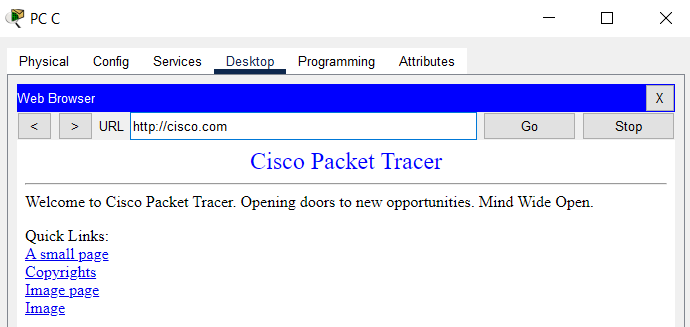 PC C
Physical Config Services Desktop Programming Attributes
Web Browser X
< > URL http://cisco.com Go Stop
Cisco Packet Tracer
Welcome to Cisco Packet Tracer. Opening doors to new opportunities. Mind Wide Open.
Quick Links:
A small page
Copyrights
Image page
Image